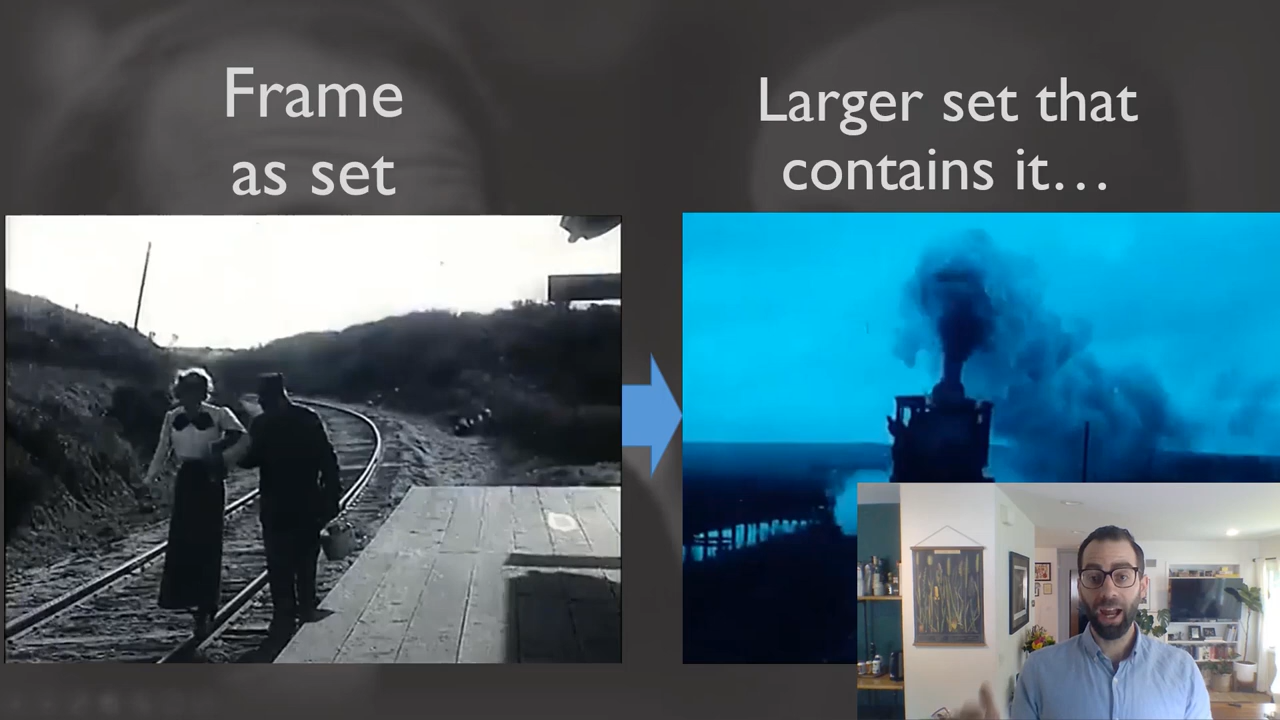 Frame
as set
Larger set that
contains it…